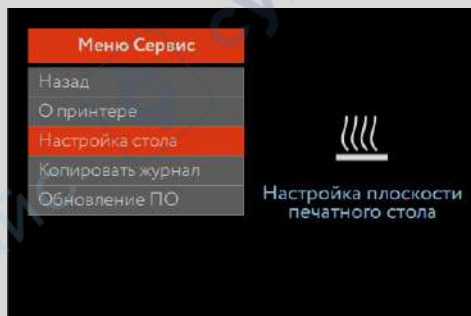 Меню Сервис
Назад
О принтере
Настройка стола
Копировать журнал
Обновление ПО
Настройка плоскости
печатного стола